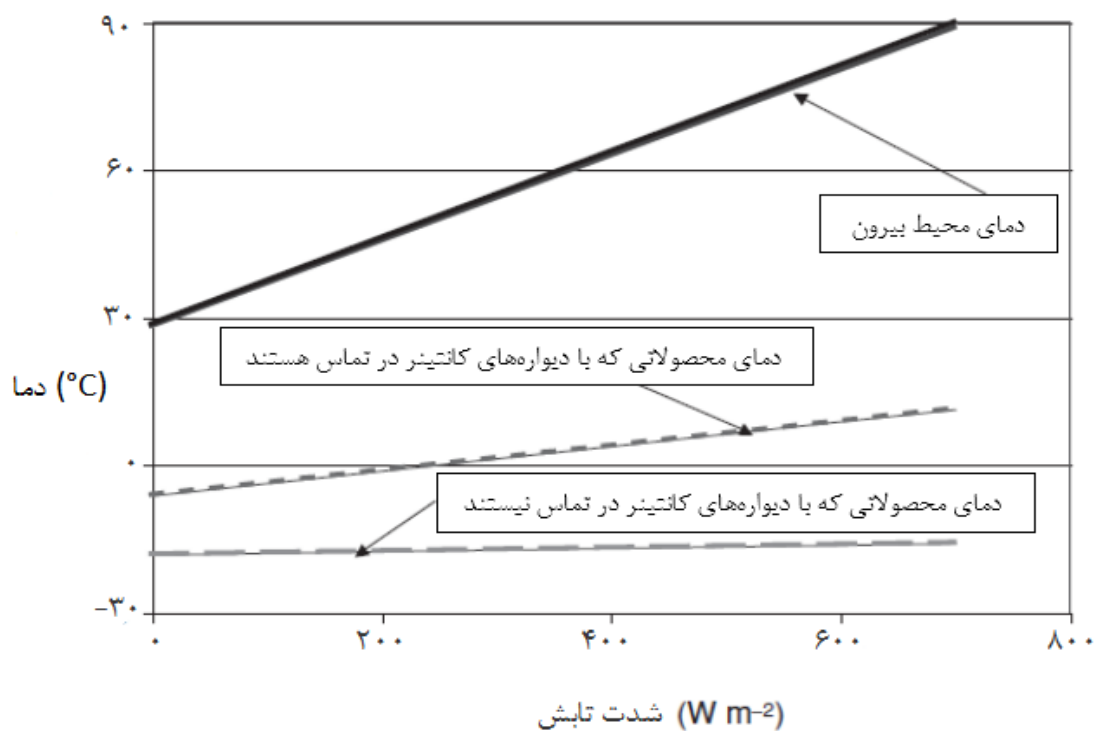 ۹۰
۶۰
دمای محیط بیرون
۳۰
دمای محصولاتی که با دیواره‌های کانتینر در تماس هستند
دما (°C)
۰
دمای محصولاتی که با دیواره‌های کانتینر در تماس نیستند
−۳۰
۰ ۲۰۰ ۴۰۰ ۶۰۰ ۸۰۰
شدت تابش (W m–2)